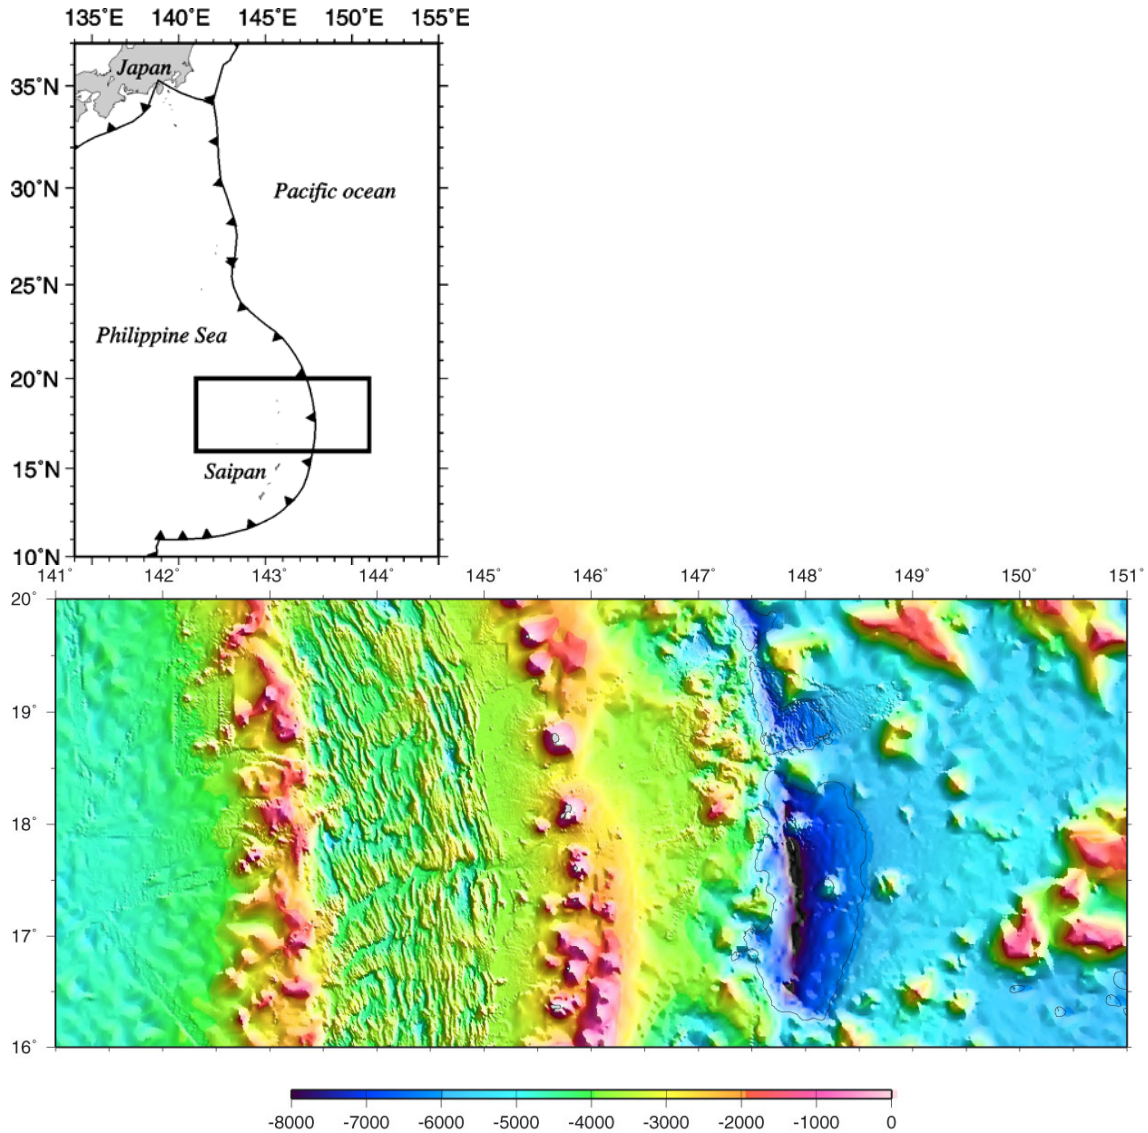 135˚E 140˚E 145˚E 150˚E 155˚E
Japan
35˚N
30˚N
Pacific ocean
25˚N
Philippine Sea
20˚N
15˚N
Saipan
10˚N
141˚ 142˚ 143˚ 144˚ 145˚ 146˚ 147˚ 148˚ 149˚ 150˚ 151˚
20˚
19˚
18˚
17˚
16˚
-8000 -7000 -6000 -5000 -4000 -3000 -2000 -1000 0